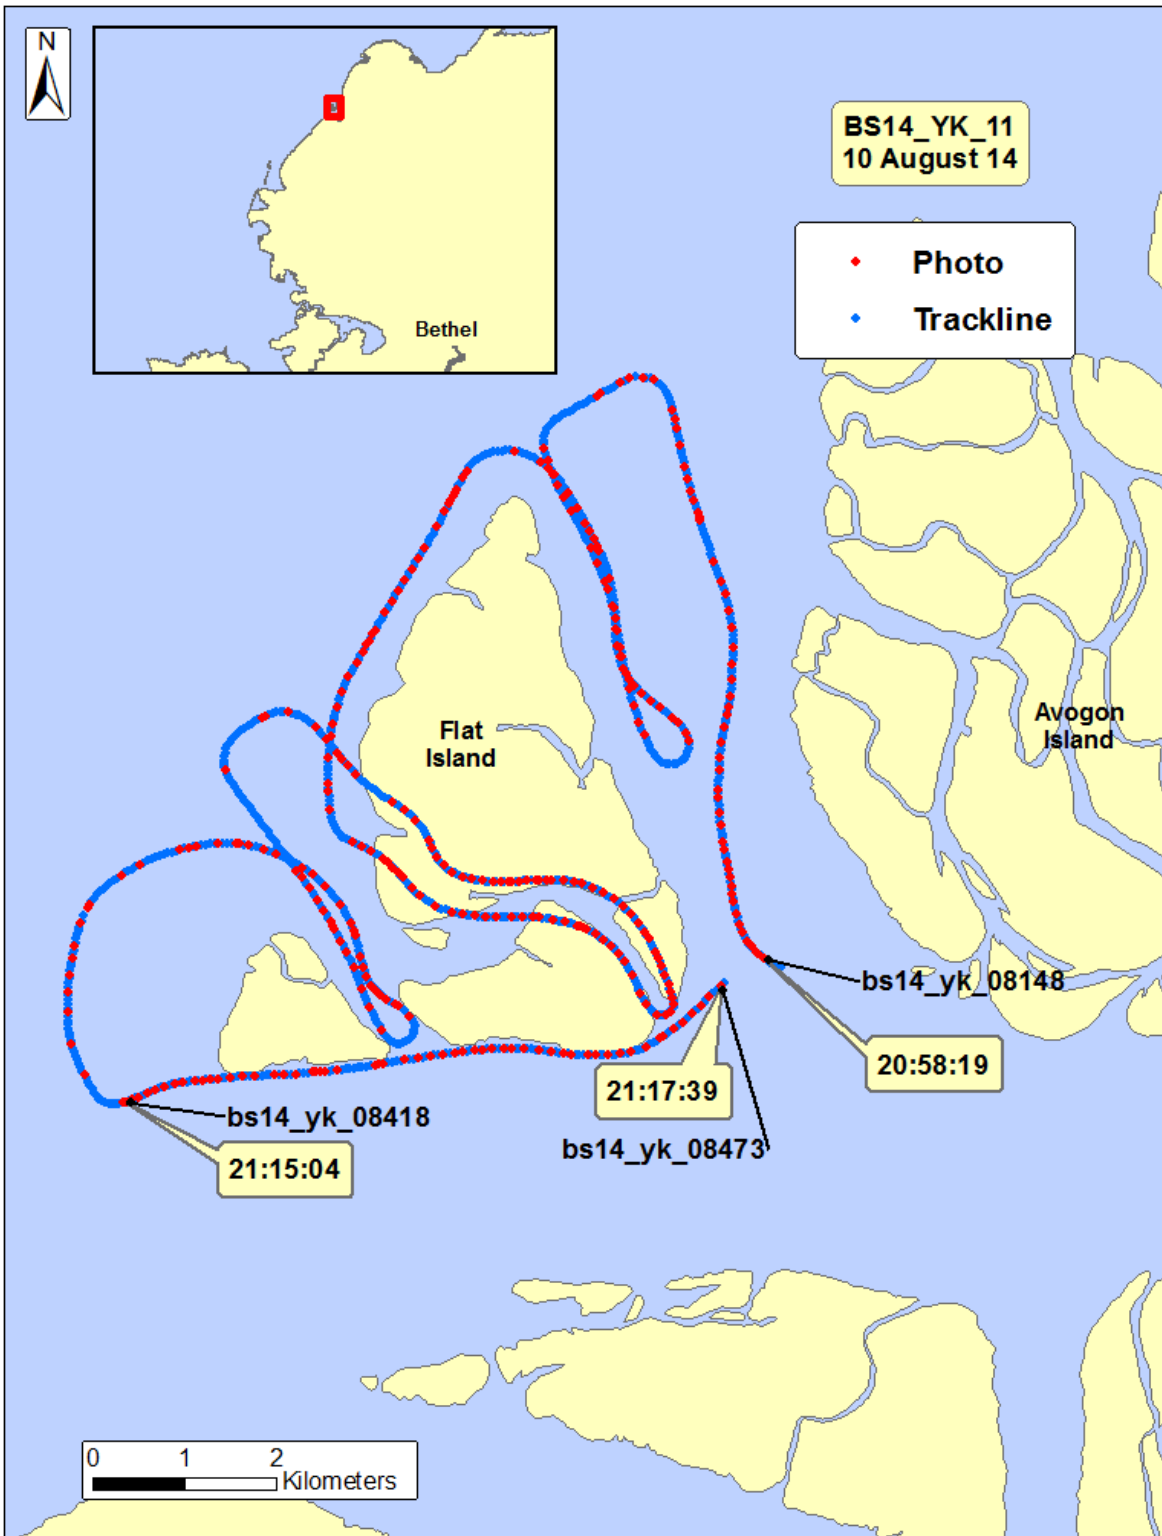 N
BS14_YK_11
10 August 14
Photo
Trackline
Bethel
Flat
Island
Avogon
Island
bs14_yk_08148
20:58:19
21:17:39
bs14_yk_08418
bs14_yk_08473
21:15:04
0 1 2
Kilometers